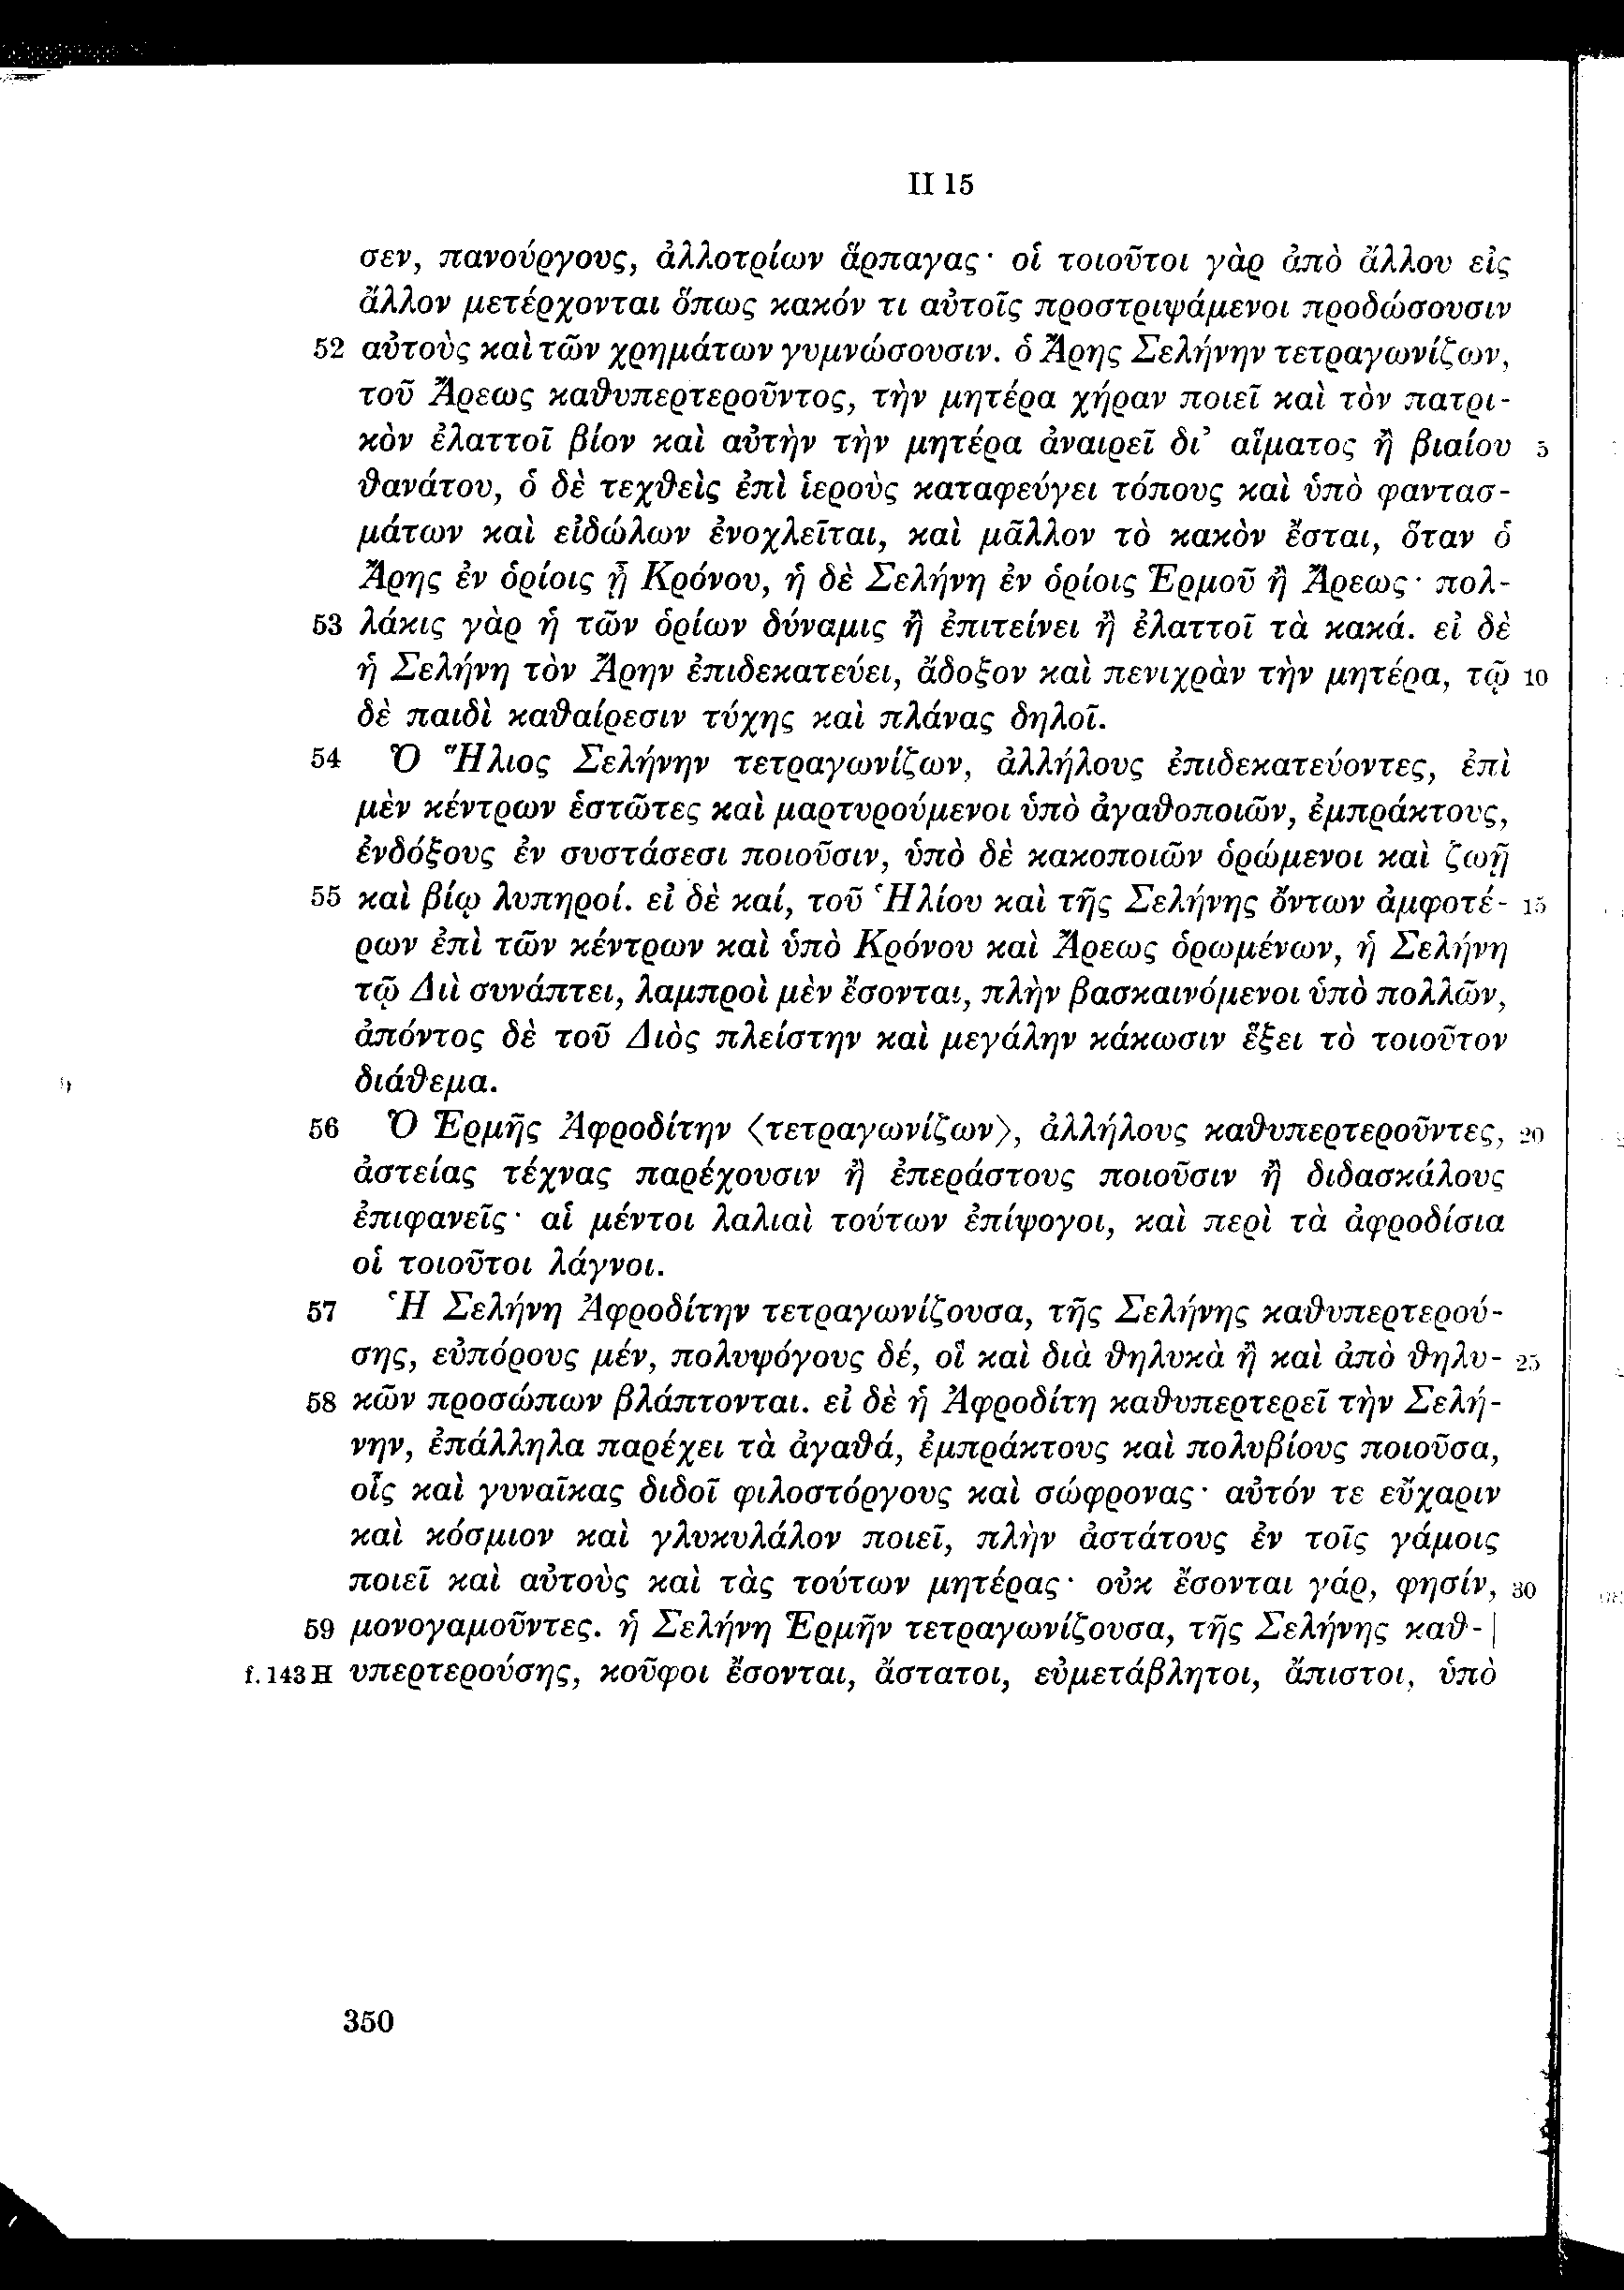 II 15
σεν, πανούργους, ἀλλοτρίων ἅρπαγας· οἱ τοιοῦτοι γὰρ ἀπὸ ἄλλου εἰς
ἄλλον μετέρχονται ὅπως κακόν τι αὐτοῖς προστριψάμενοι προδώσουσιν
52 αὐτοὺς καὶ τῶν χρημάτων γυμνώσουσιν. ὁ Ἄρης Σελήνην τετραγωνίζων,
τοῦ Ἄρεως καθυπερτεροῦντος, τὴν μητέρα χήραν ποιεῖ καὶ τὸν πατρι-
κὸν ἐλαττοῖ βίον καὶ αὐτὴν τὴν μητέρα ἀναιρεῖ δι’ αἵματος ἢ βιαίου 5
θανάτου, ὁ δὲ τεχθεὶς ἐπὶ ἱεροὺς καταφεύγει τόπους καὶ ὑπὸ φαντασ-
μάτων καὶ εἰδώλων ἐνοχλεῖται, καὶ μᾶλλον τὸ κακὸν ἔσται, ὅταν ὁ
Ἄρης ἐν ὁρίοις ᾖ Κρόνου, ἡ δὲ Σελήνη ἐν ὁρίοις Ἑρμοῦ ἢ Ἄρεως· πολ-
53 λάκις γὰρ ἡ τῶν ὁρίων δύναμις ἢ ἐπιτείνει ἢ ἐλαττοῖ τὰ κακά. εἰ δὲ
ἡ Σελήνη τὸν Ἄρην ἐπιδεκατεύει, ἄδοξον καὶ πενιχρὰν τὴν μητέρα, τῷ 10
δὲ παιδὶ καθαίρεσιν τύχης καὶ πλάνας δηλοῖ.
54 Ὁ Ἥλιος Σελήνην τετραγωνίζων, ἀλλήλους ἐπιδεκατεύοντες, ἐπὶ
μὲν κέντρων ἑστῶτες καὶ μαρτυρούμενοι ὑπὸ ἀγαθοποιῶν, ἐμπράκτους,
ἐνδόξους ἐν συστάσεσι ποιοῦσιν, ὑπὸ δὲ κακοποιῶν ὁρώμενοι καὶ ζωῇ
55 καὶ βίῳ λυπηροί. εἰ δὲ καί, τοῦ Ἡλίου καὶ τῆς Σελήνης ὄντων ἀμφοτέ- 15
ρων ἐπὶ τῶν κέντρων καὶ ὑπὸ Κρόνου καὶ Ἄρεως ὁρωμένων, ἡ Σελήνη
τῷ Διὶ συνάπτει, λαμπροὶ μὲν ἔσονται, πλὴν βασκαινόμενοι ὑπὸ πολλῶν,
ἀπόντος δὲ τοῦ Διὸς πλείστην καὶ μεγάλην κάκωσιν ἕξει τὸ τοιοῦτον
διάθεμα.
56 Ὁ Ἑρμῆς Ἀφροδίτην ⟨τετραγωνίζων⟩, ἀλλήλους καθυπερτεροῦντες, 20
ἀστείας τέχνας παρέχουσιν ἢ ἐπεράστους ποιοῦσιν ἢ διδασκάλους
ἐπιφανεῖς· αἱ μέντοι λαλιαὶ τούτων ἐπίψογοι, καὶ περὶ τὰ ἀφροδίσια
οἱ τοιοῦτοι λάγνοι.
57 Ἡ Σελήνη Ἀφροδίτην τετραγωνίζουσα, τῆς Σελήνης καθυπερτερού-
σης, εὐπόρους μέν, πολυψόγους δέ, οἳ καὶ διὰ θηλυκὰ ἢ καὶ ἀπὸ θηλυ- 25
58 κῶν προσώπων βλάπτονται. εἰ δὲ ἡ Ἀφροδίτη καθυπερτερεῖ τὴν Σελή-
νην, ἐπάλληλα παρέχει τὰ ἀγαθά, ἐμπράκτους καὶ πολυβίους ποιοῦσα,
οἷς καὶ γυναῖκας διδοῖ φιλοστόργους καὶ σώφρονας· αὐτόν τε εὔχαριν
καὶ κόσμιον καὶ γλυκυλάλον ποιεῖ, πλὴν ἀστάτους ἐν τοῖς γάμοις
ποιεῖ καὶ αὐτοὺς καὶ τὰς τούτων μητέρας· οὐκ ἔσονται γάρ, φησίν, 30
59 μονογαμοῦντες. ἡ Σελήνη Ἑρμῆν τετραγωνίζουσα, τῆς Σελήνης καθ-|
f. 143 H υπερτερούσης, κοῦφοι ἔσονται, ἄστατοι, εὐμετάβλητοι, ἄπιστοι, ὑπὸ
350